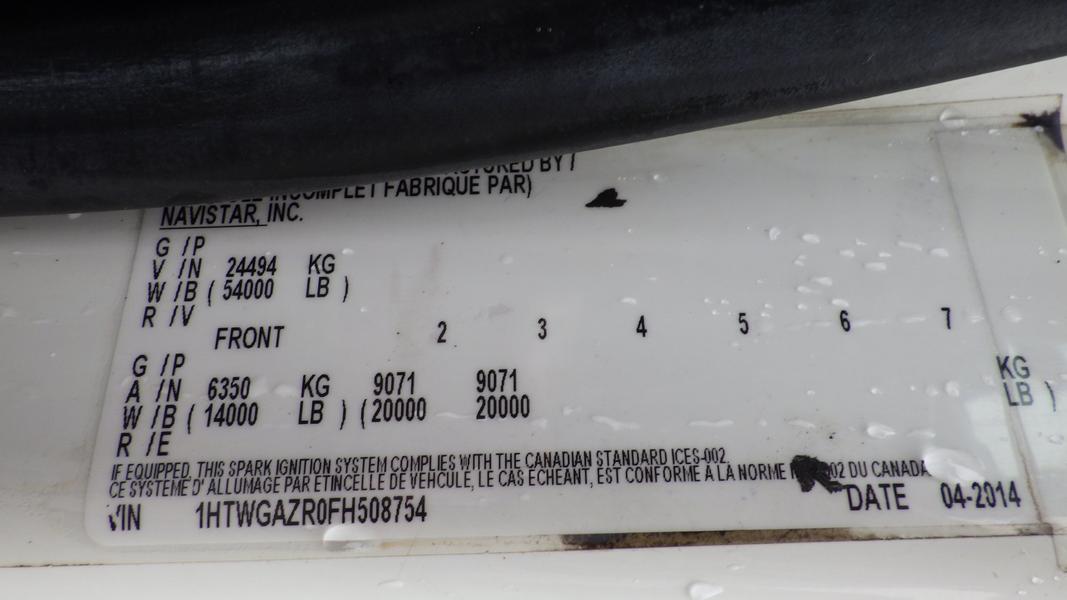 BY /
INCOMPLET FABRIQUE PAR)
NAVISTAR, INC.
G / P
V / N 24494 KG
W / B ( 54000 LB )
R / V
FRONT 2 3 4 5 6 7
G / P
A / N 6350 KG 9071 9071 KG
W / B ( 14000 LB ) ( 20000 20000 LB )
R / E
IF EQUIPPED, THIS SPARK IGNITION SYSTEM COMPLIES WITH THE CANADIAN STANDARD ICES-002
CE SYSTEME D' ALLUMAGE PAR ETINCELLE DE VEHICULE, LE CAS ECHEANT, EST CONFORME A LA NORME 02 DU CANADA
VIN 1HTWGAZR0FH508754 DATE 04-2014